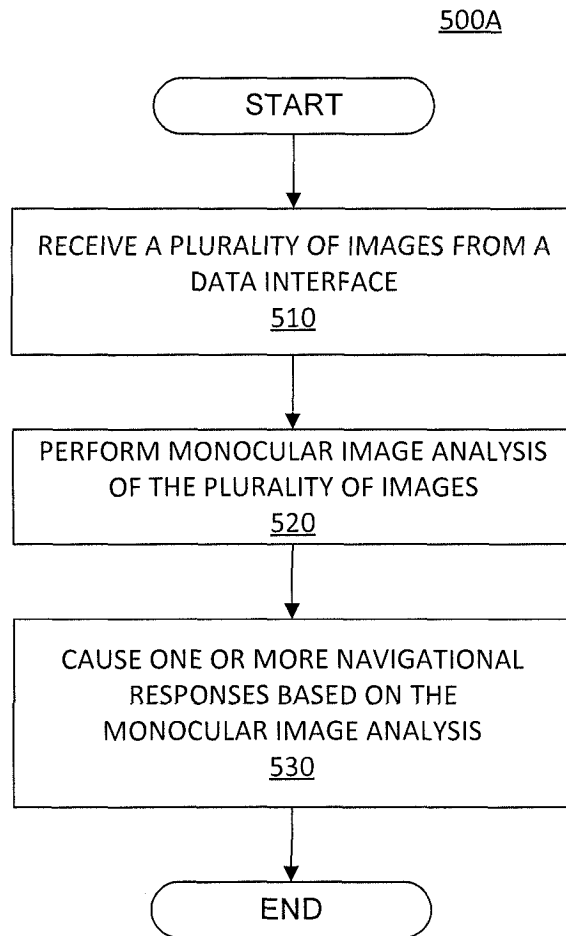 500A
START
RECEIVE A PLURALITY OF IMAGES FROM A
DATA INTERFACE
510
PERFORM MONOCULAR IMAGE ANALYSIS
OF THE PLURALITY OF IMAGES
520
CAUSE ONE OR MORE NAVIGATIONAL
RESPONSES BASED ON THE
MONOCULAR IMAGE ANALYSIS
530
END